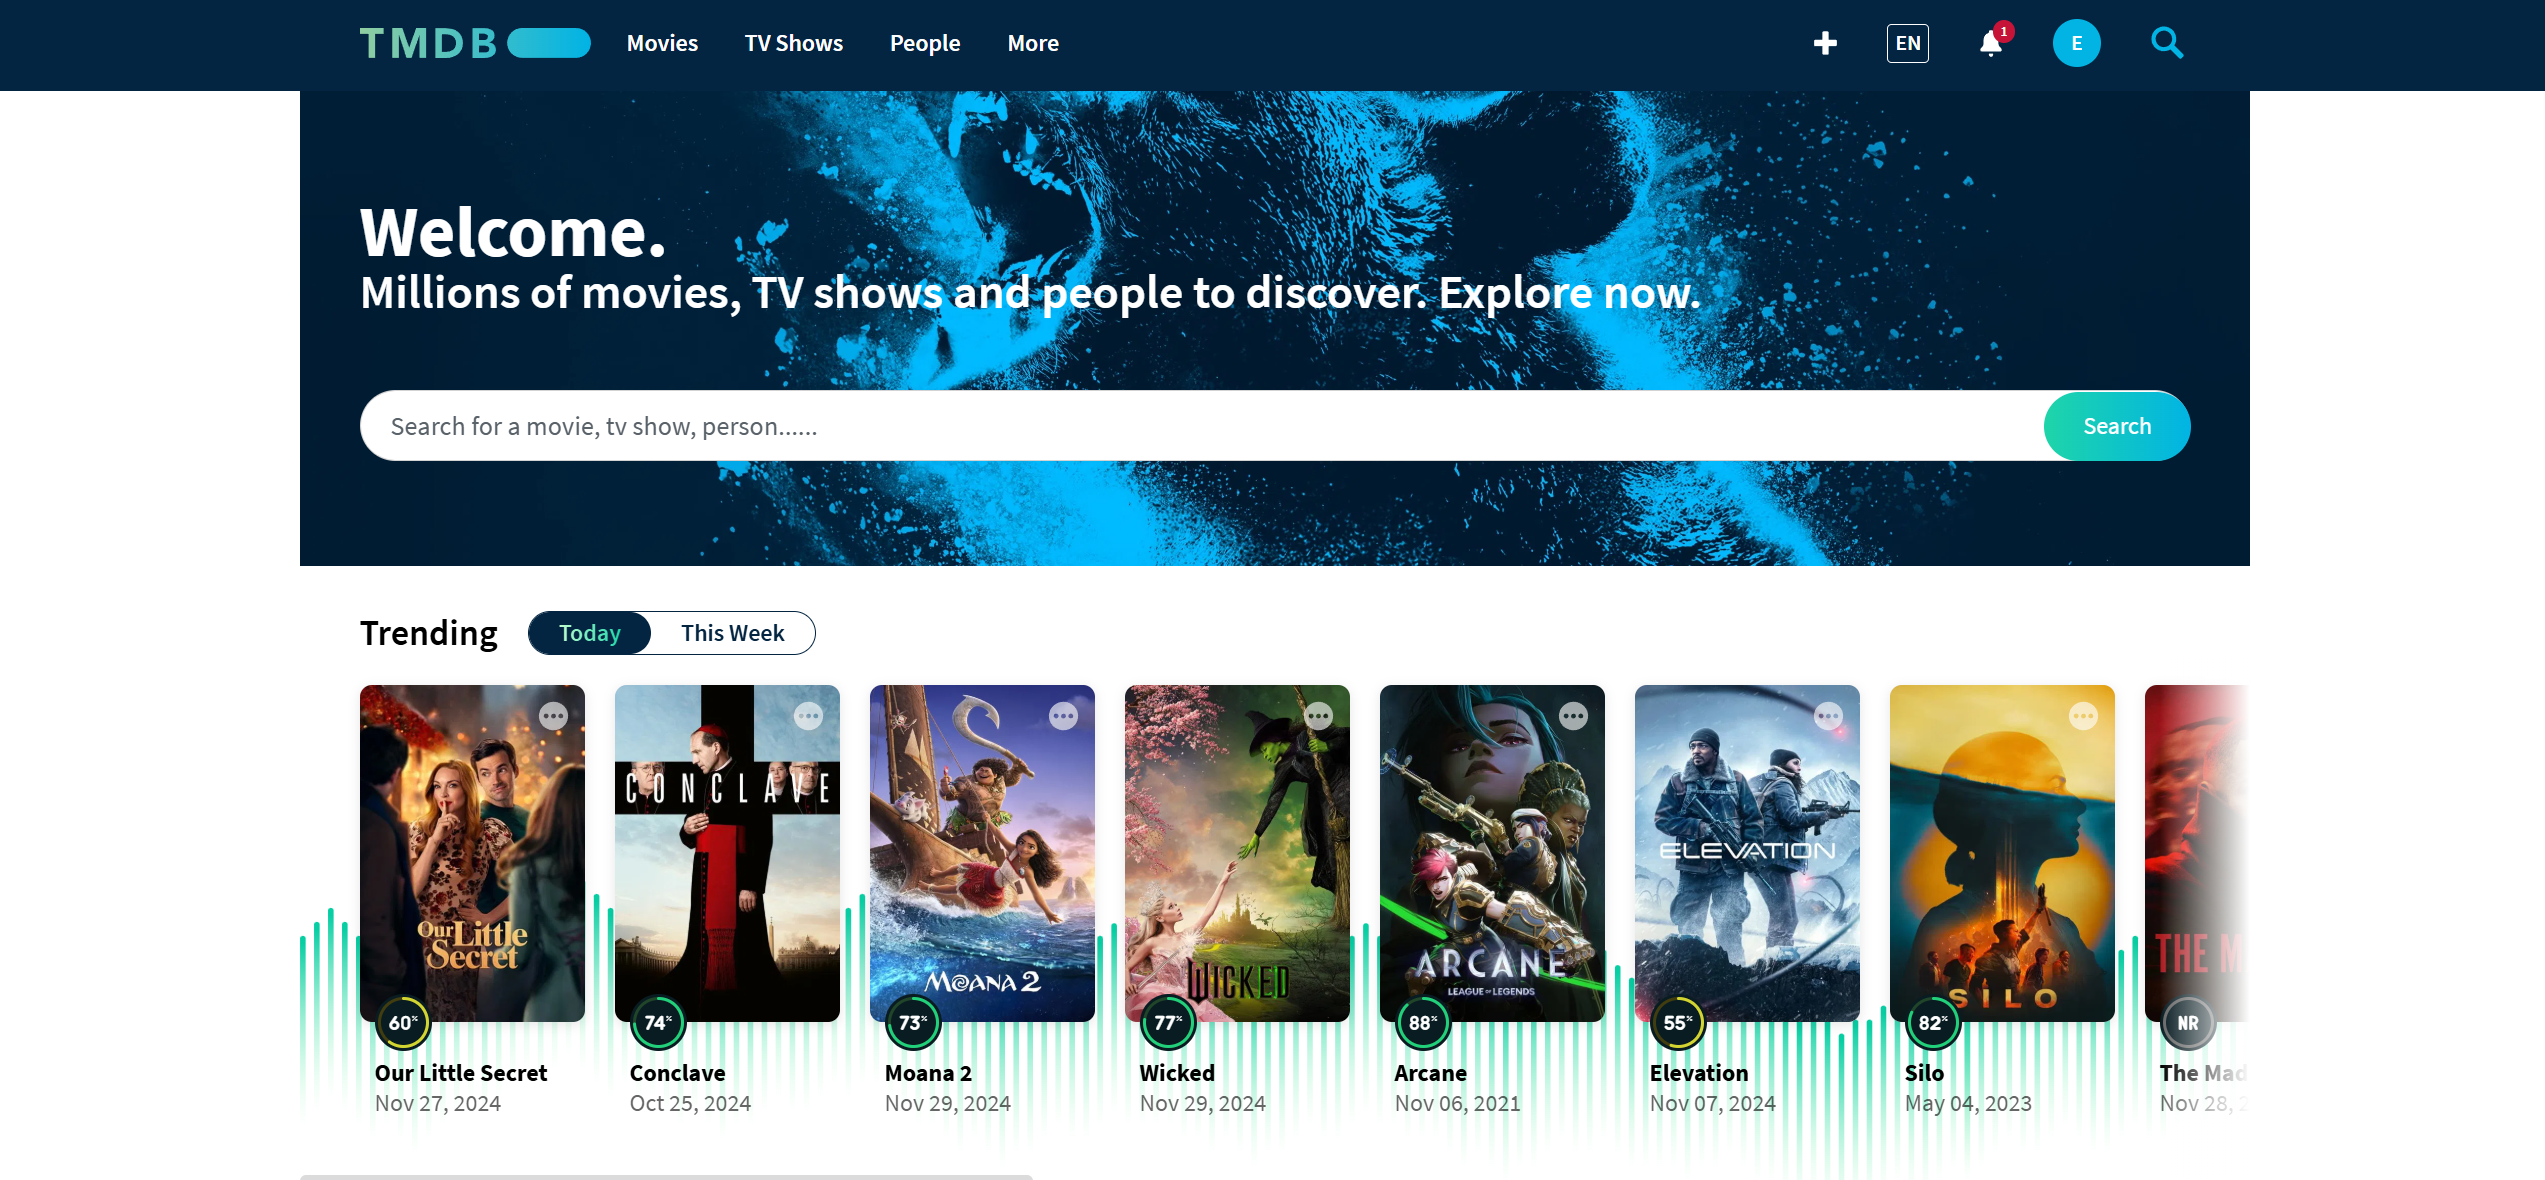 TMDB
Movies
TV Shows
People
More
EN
1
E
Welcome.
Millions of movies, TV shows and people to discover. Explore now.
Search for a movie, tv show, person......
Search
Trending
Today
This Week
Our Little
Secret
CONCLAVE
MOANA 2
WICKED
ARCANE
LEAGUE OF LEGENDS
ELEVATION
SILO
THE M
60%
74%
73%
77%
88%
55%
82%
NR
Our Little Secret
Nov 27, 2024
Conclave
Oct 25, 2024
Moana 2
Nov 29, 2024
Wicked
Nov 29, 2024
Arcane
Nov 06, 2021
Elevation
Nov 07, 2024
Silo
May 04, 2023
The Mad
Nov 28, 2